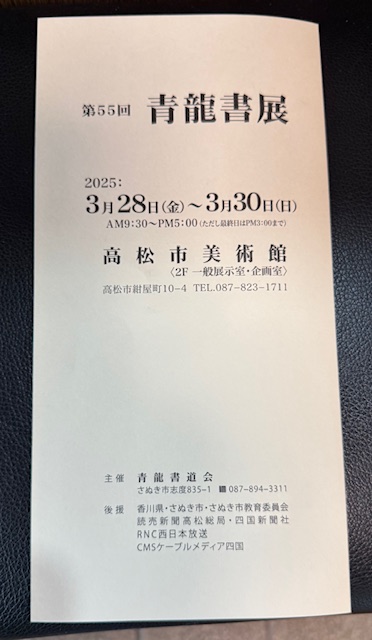 第55回 青龍書展
2025:
3月28日(金)～3月30日(日)
AM9:30～PM5:00(ただし最終日はPM3:00まで)
高松市美術館
〈2F 一般展示室・企画室〉
高松市紺屋町10-4 TEL.087-823-1711
主催 青龍書道会
さぬき市志度835-1 ☎087-894-3311
後援 香川県・さぬき市・さぬき市教育委員会
読売新聞高松総局・四国新聞社
RNC西日本放送
CMSケーブルメディア四国